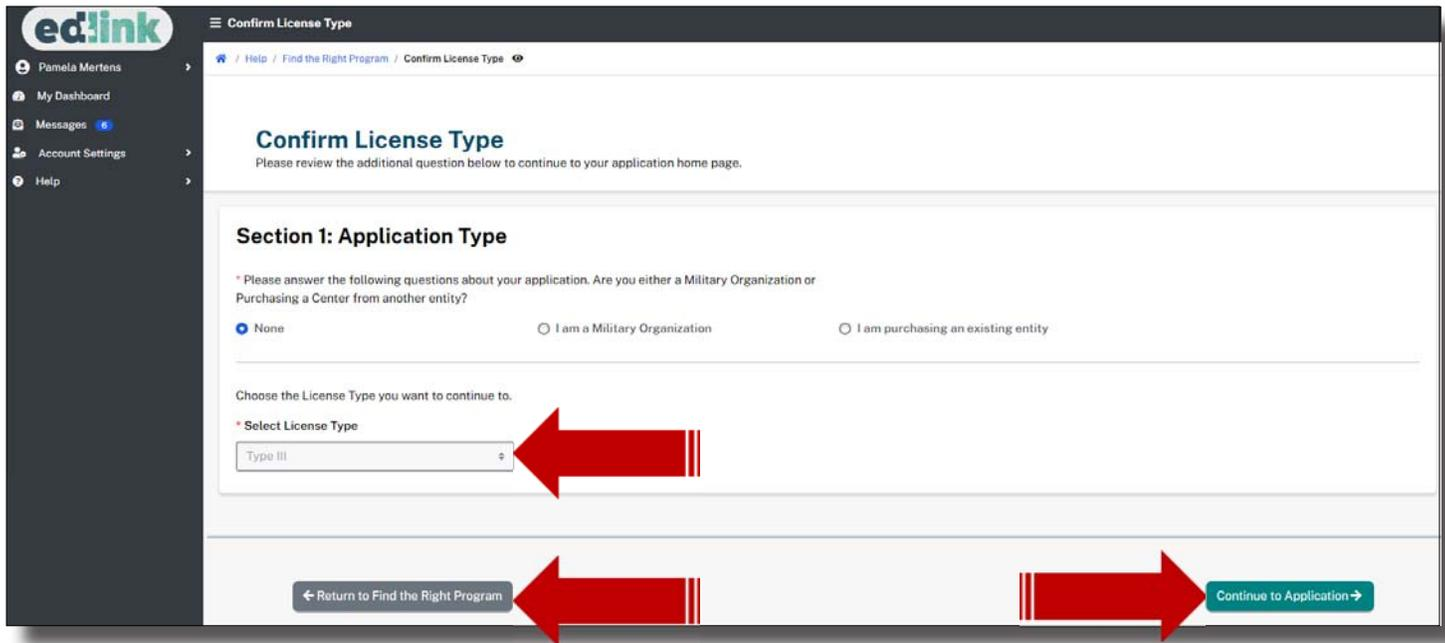 ed:link
Confirm License Type
Pamela Mertens
My Dashboard
Messages 6
Account Settings
Help
/ Help / Find the Right Program / Confirm License Type
Confirm License Type
Please review the additional question below to continue to your application home page.
Section 1: Application Type
* Please answer the following questions about your application. Are you either a Military Organization or
Purchasing a Center from another entity?
None
I am a Military Organization
I am purchasing an existing entity
Choose the License Type you want to continue to.
* Select License Type
Type III
Return to Find the Right Program
Continue to Application